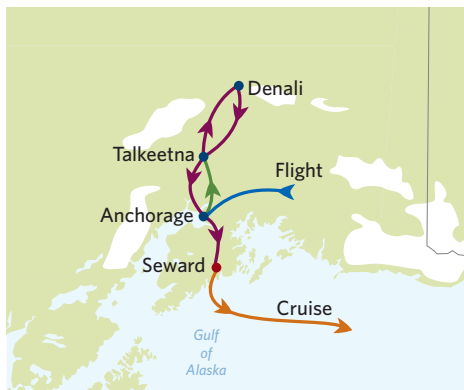 Denali
Talkeetna
Flight
Anchorage
Seward
Cruise
Gulf
of
Alaska